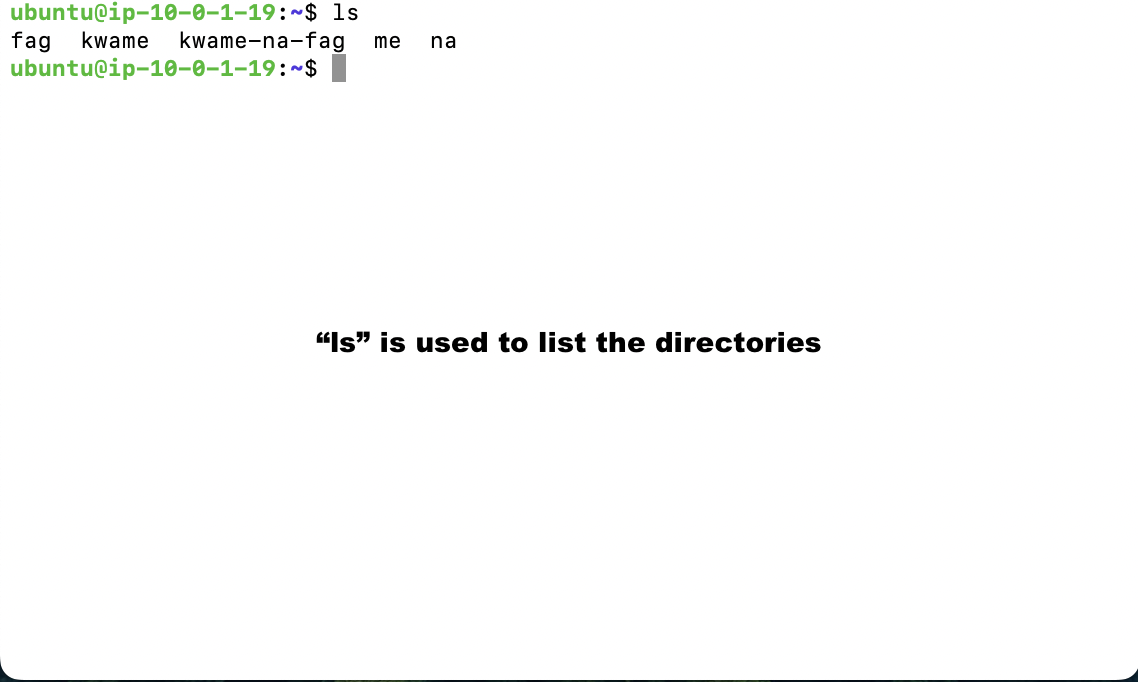 ubuntu@ip-10-0-1-19:~$ ls
fag  kwame  kwame-na-fag  me  na
ubuntu@ip-10-0-1-19:~$
“ls” is used to list the directories